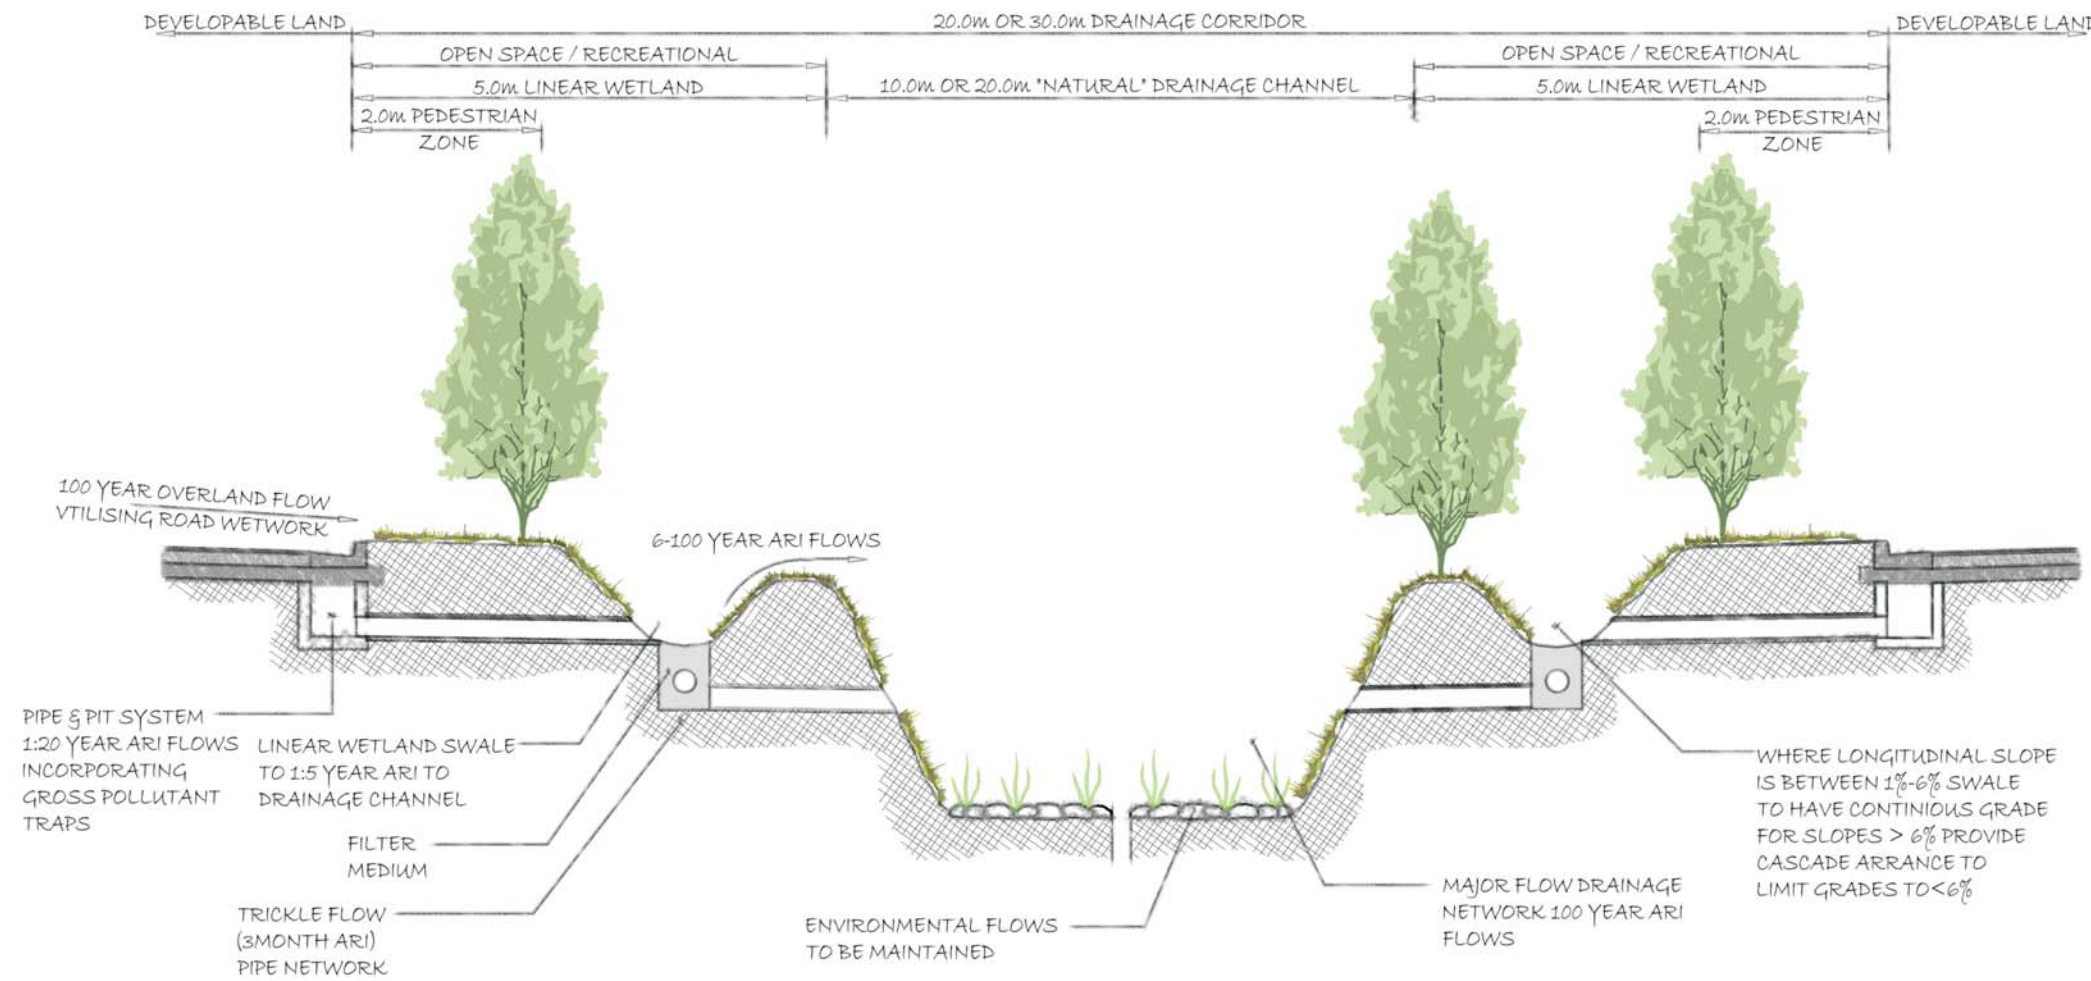 DEVELOPABLE LAND
20.0m OR 30.0m DRAINAGE CORRIDOR
DEVELOPABLE LAND
OPEN SPACE / RECREATIONAL
OPEN SPACE / RECREATIONAL
5.0m LINEAR WETLAND
10.0m OR 20.0m "NATURAL" DRAINAGE CHANNEL
5.0m LINEAR WETLAND
2.0m PEDESTRIAN
ZONE
2.0m PEDESTRIAN
ZONE
100 YEAR OVERLAND FLOW
VTILISING ROAD WETWORK
6-100 YEAR ARI FLOWS
PIPE & PIT SYSTEM
1:20 YEAR ARI FLOWS
INCORPORATING
GROSS POLLUTANT
TRAPS
LINEAR WETLAND SWALE
TO 1:5 YEAR ARI TO
DRAINAGE CHANNEL
FILTER
MEDIUM
TRICKLE FLOW
(3MONTH ARI)
PIPE NETWORK
ENVIRONMENTAL FLOWS
TO BE MAINTAINED
MAJOR FLOW DRAINAGE
NETWORK 100 YEAR ARI
FLOWS
WHERE LONGITUDINAL SLOPE
IS BETWEEN 1%-6% SWALE
TO HAVE CONTINIOUS GRADE
FOR SLOPES > 6% PROVIDE
CASCADE ARRANCE TO
LIMIT GRADES TO<6%